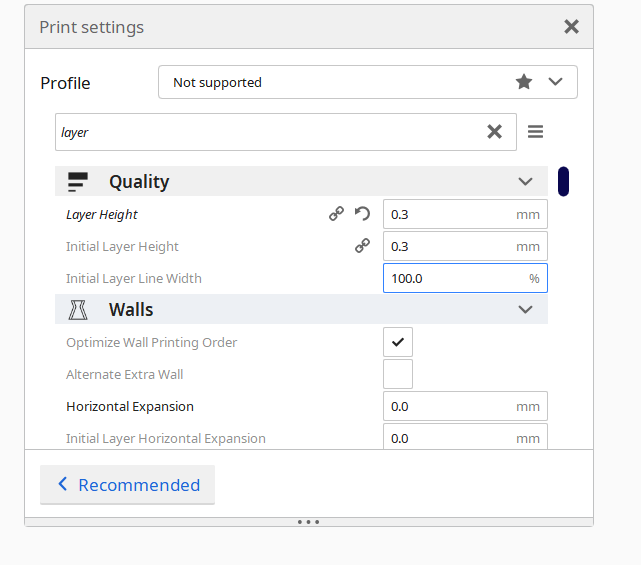 Print settings
Profile
Not supported
layer
Quality
Layer Height 0.3 mm
Initial Layer Height 0.3 mm
Initial Layer Line Width 100.0 %
Walls
Optimize Wall Printing Order
Alternate Extra Wall
Horizontal Expansion 0.0 mm
Initial Layer Horizontal Expansion 0.0 mm
Recommended